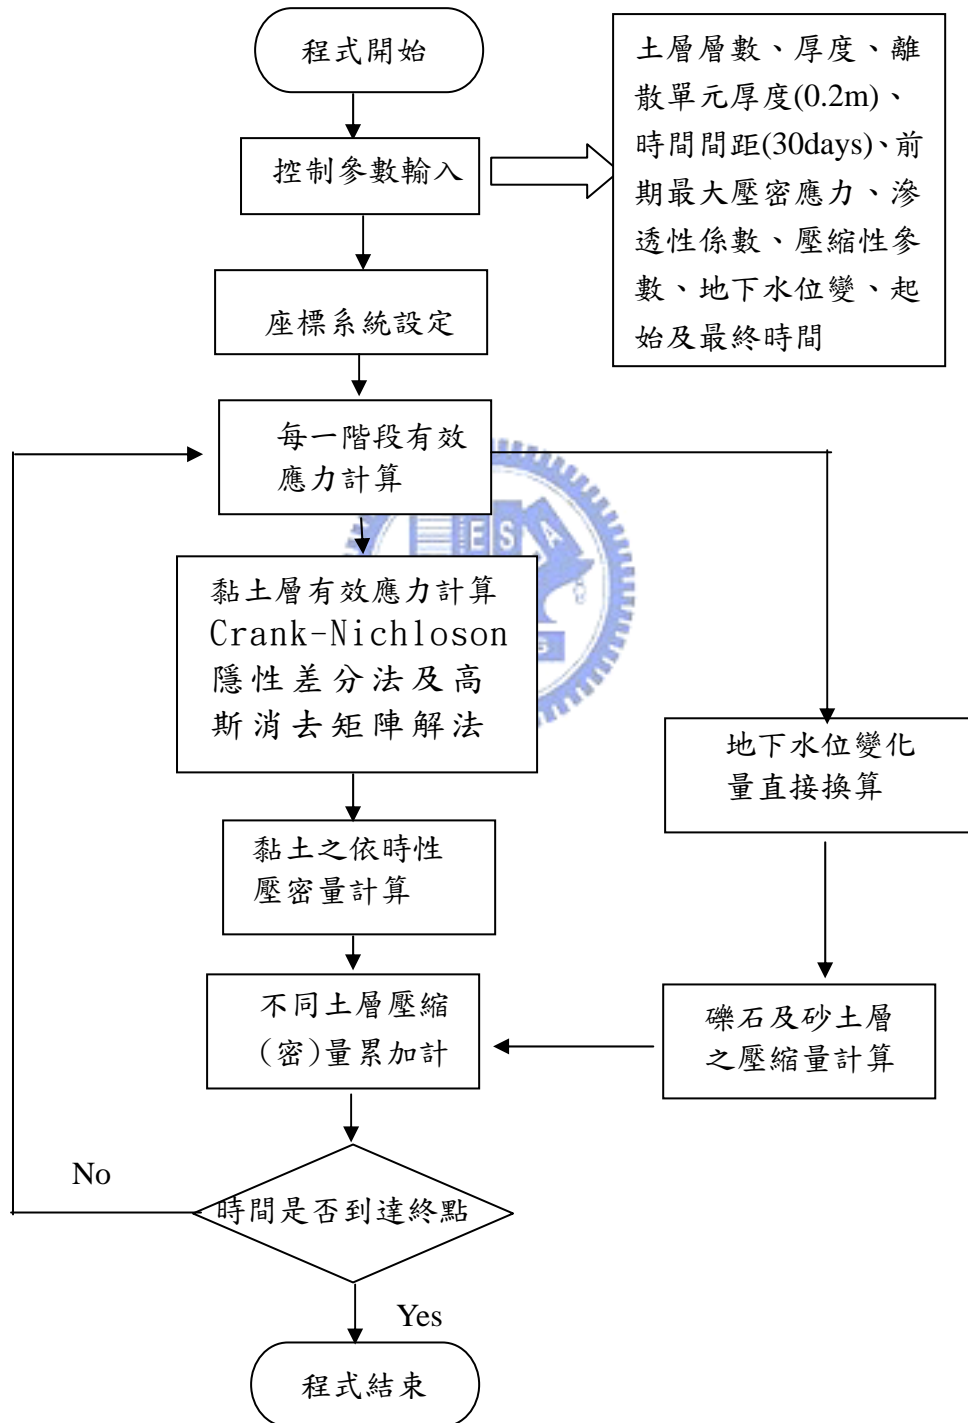 程式開始
控制參數輸入
土層層數、厚度、離
散單元厚度(0.2m)、
時間間距(30days)、前
期最大壓密應力、滲
透性係數、壓縮性參
數、地下水位變、起
始及最終時間
座標系統設定
每一階段有效
應力計算
ES
A
黏土層有效應力計算
Crank-Nichloson
隱性差分法及高
斯消去矩陣解法
地下水位變化
量直接換算
黏土之依時性
壓密量計算
不同土層壓縮
(密)量累加計
礫石及砂土層
之壓縮量計算
No
時間是否到達終點
Yes
程式結束